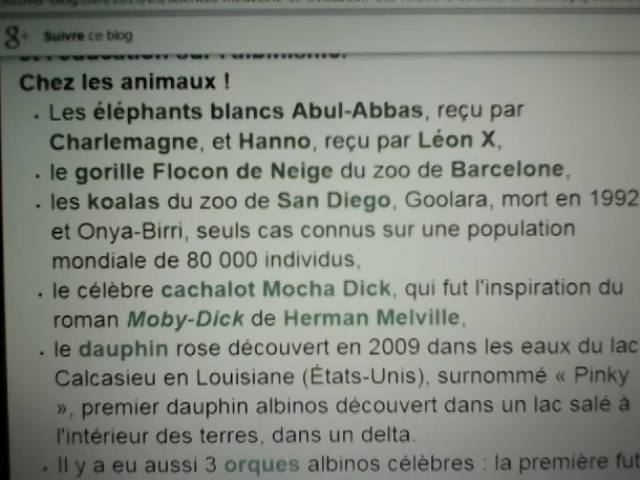 g+ Suivre ce blog
Chez les animaux !
• Les éléphants blancs Abul-Abbas, reçu par
Charlemagne, et Hanno, reçu par Léon X,
• le gorille Flocon de Neige du zoo de Barcelone,
• les koalas du zoo de San Diego, Goolara, mort en 1992
et Onya-Birri, seuls cas connus sur une population
mondiale de 80 000 individus,
• le célèbre cachalot Mocha Dick, qui fut l'inspiration du
roman Moby-Dick de Herman Melville,
• le dauphin rose découvert en 2009 dans les eaux du lac
Calcasieu en Louisiane (États-Unis), surnommé « Pinky
», premier dauphin albinos découvert dans un lac salé à
l'intérieur des terres, dans un delta.
• Il y a eu aussi 3 orques albinos célèbres : la première fut